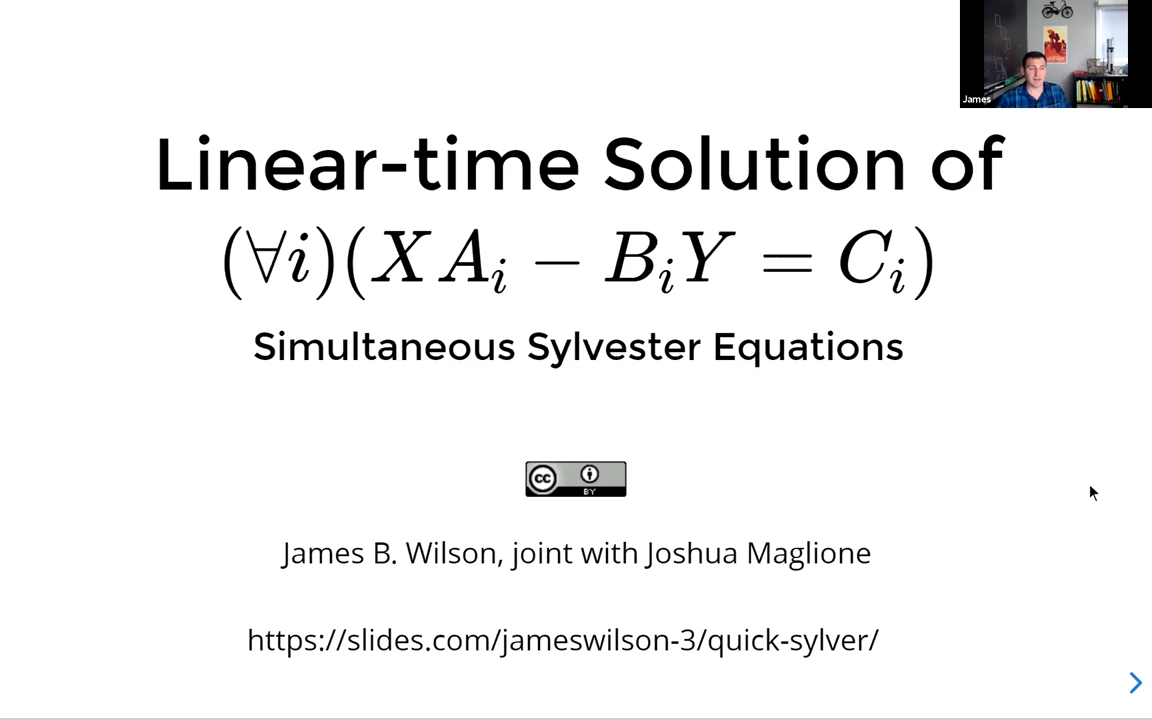 James
Linear-time Solution of
(∀i)(XA_i − B_iY = C_i)
Simultaneous Sylvester Equations
cc
BY
James B. Wilson, joint with Joshua Maglione
https://slides.com/jameswilson-3/quick-sylver/